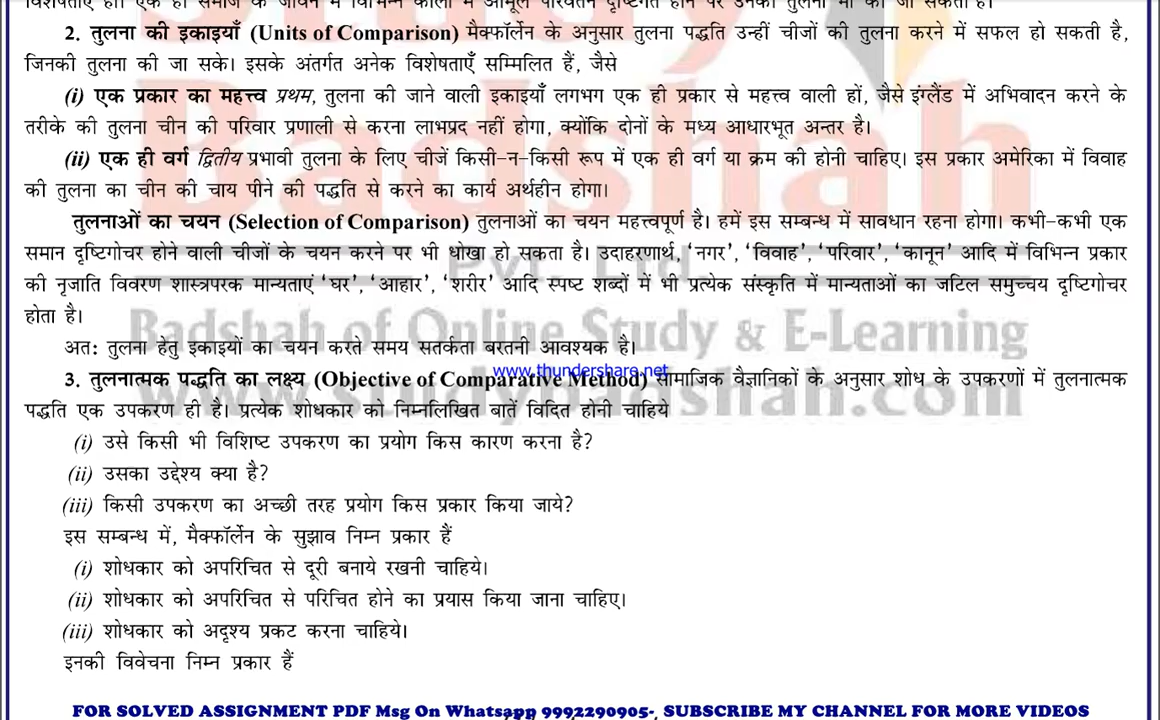 विशेषताएँ हों। एक ही समाज के जीवन में विभिन्न कालों में आमूल परिवर्तन दृष्टिगत होने पर उनकी तुलना भी की जा सकती है।
2. तुलना की इकाइयाँ (Units of Comparison) मैक्फॉर्लेन के अनुसार तुलना पद्धति उन्हीं चीजों की तुलना करने में सफल हो सकती है,
जिनकी तुलना की जा सके। इसके अंतर्गत अनेक विशेषताएँ सम्मिलित हैं, जैसे
(i) एक प्रकार का महत्त्व प्रथम, तुलना की जाने वाली इकाइयाँ लगभग एक ही प्रकार से महत्त्व वाली हों, जैसे इंग्लैंड में अभिवादन करने के
तरीके की तुलना चीन की परिवार प्रणाली से करना लाभप्रद नहीं होगा, क्योंकि दोनों के मध्य आधारभूत अन्तर है।
(ii) एक ही वर्ग द्वितीय प्रभावी तुलना के लिए चीजें किसी-न-किसी रूप में एक ही वर्ग या क्रम की होनी चाहिए। इस प्रकार अमेरिका में विवाह
की तुलना का चीन की चाय पीने की पद्धति से करने का कार्य अर्थहीन होगा।
तुलनाओं का चयन (Selection of Comparison) तुलनाओं का चयन महत्त्वपूर्ण है। हमें इस सम्बन्ध में सावधान रहना होगा। कभी-कभी एक
समान दृष्टिगोचर होने वाली चीजों के चयन करने पर भी धोखा हो सकता है। उदाहरणार्थ, 'नगर', 'विवाह', 'परिवार', 'कानून' आदि में विभिन्न प्रकार
की नृजाति विवरण शास्त्रपरक मान्यताएं 'घर', 'आहार', 'शरीर' आदि स्पष्ट शब्दों में भी प्रत्येक संस्कृति में मान्यताओं का जटिल समुच्चय दृष्टिगोचर
होता है।
Study
Badshah
Pvt. Ltd.
Badshah of Online Study & E-Learning
अतः तुलना हेतु इकाइयों का चयन करते समय सतर्कता बरतनी आवश्यक है।
www.thundershare.net
3. तुलनात्मक पद्धति का लक्ष्य (Objective of Comparative Method) सामाजिक वैज्ञानिकों के अनुसार शोध के उपकरणों में तुलनात्मक
www.studybadshah.com
पद्धति एक उपकरण ही है। प्रत्येक शोधकार को निम्नलिखित बातें विदित होनी चाहिये
(i) उसे किसी भी विशिष्ट उपकरण का प्रयोग किस कारण करना है?
(ii) उसका उद्देश्य क्या है?
(iii) किसी उपकरण का अच्छी तरह प्रयोग किस प्रकार किया जाये?
इस सम्बन्ध में, मैक्फॉर्लेन के सुझाव निम्न प्रकार हैं
(i) शोधकार को अपरिचित से दूरी बनाये रखनी चाहिये।
(ii) शोधकार को अपरिचित से परिचित होने का प्रयास किया जाना चाहिए।
(iii) शोधकार को अदृश्य प्रकट करना चाहिये।
इनकी विवेचना निम्न प्रकार हैं
FOR SOLVED ASSIGNMENT PDF Msg On Whatsapp 9992290905-, SUBSCRIBE MY CHANNEL FOR MORE VIDEOS